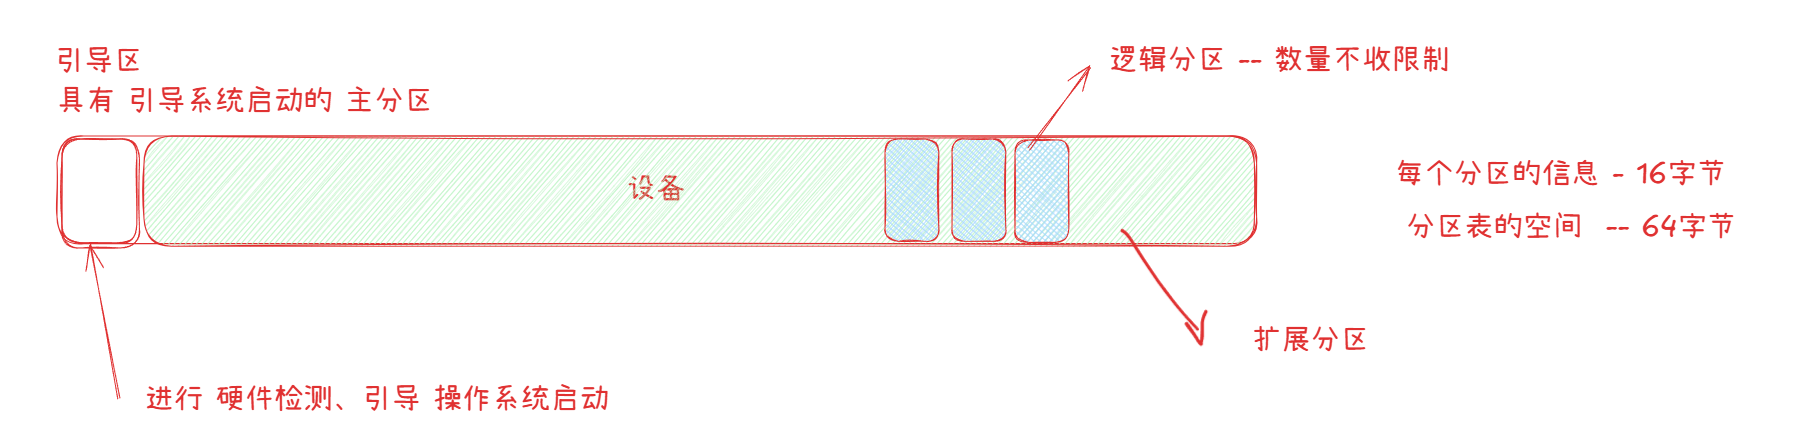 引导区
具有 引导系统启动的 主分区
逻辑分区 -- 数量不收限制
设备
每个分区的信息 - 16字节
分区表的空间 -- 64字节
扩展分区
进行 硬件检测、引导 操作系统启动